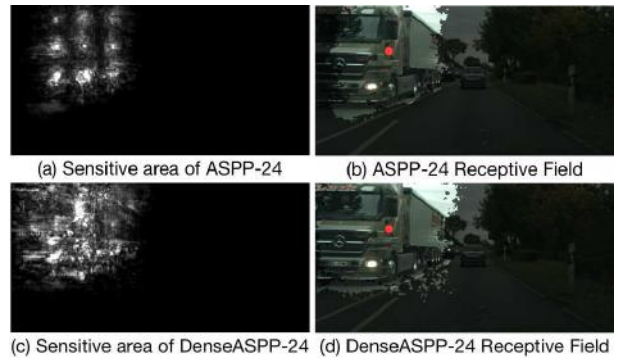 (a) Sensitive area of ASPP-24
(b) ASPP-24 Receptive Field
(c) Sensitive area of DenseASPP-24
(d) DenseASPP-24 Receptive Field